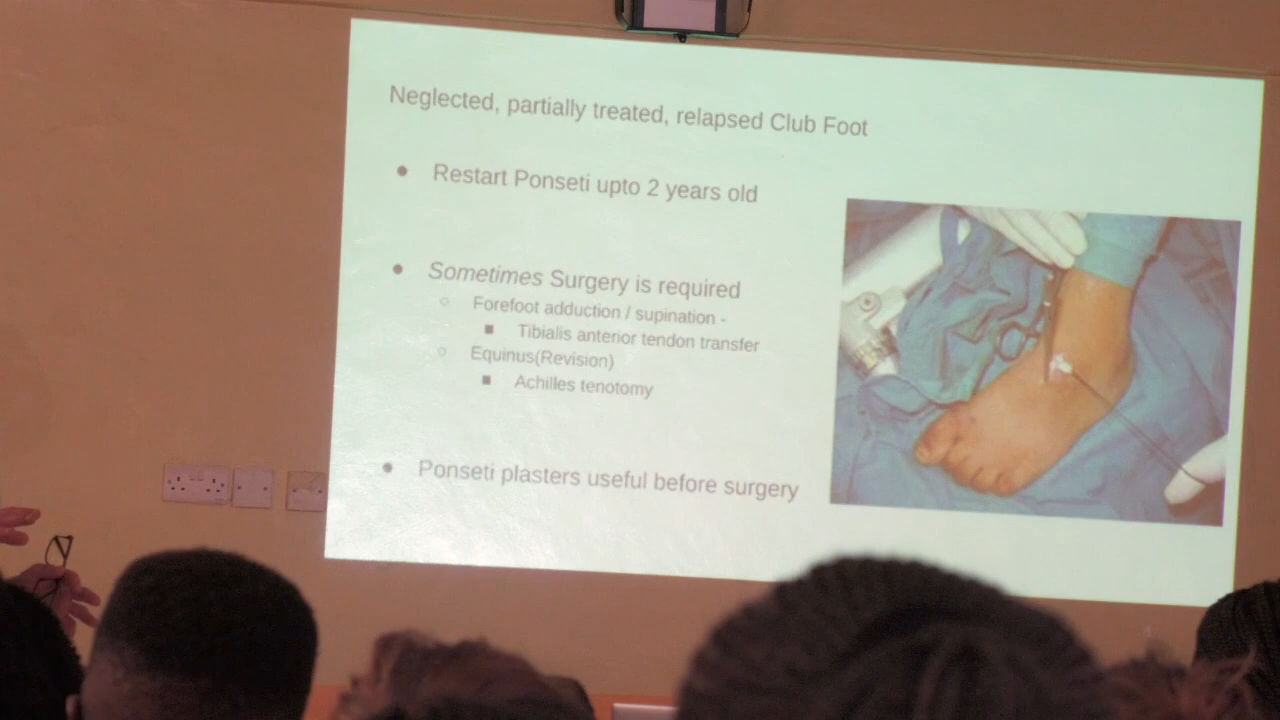 Neglected, partially treated, relapsed Club Foot
● Restart Ponseti upto 2 years old
● Sometimes Surgery is required
○ Forefoot adduction / supination -
■ Tibialis anterior tendon transfer
○ Equinus(Revision)
■ Achilles tenotomy
● Ponseti plasters useful before surgery